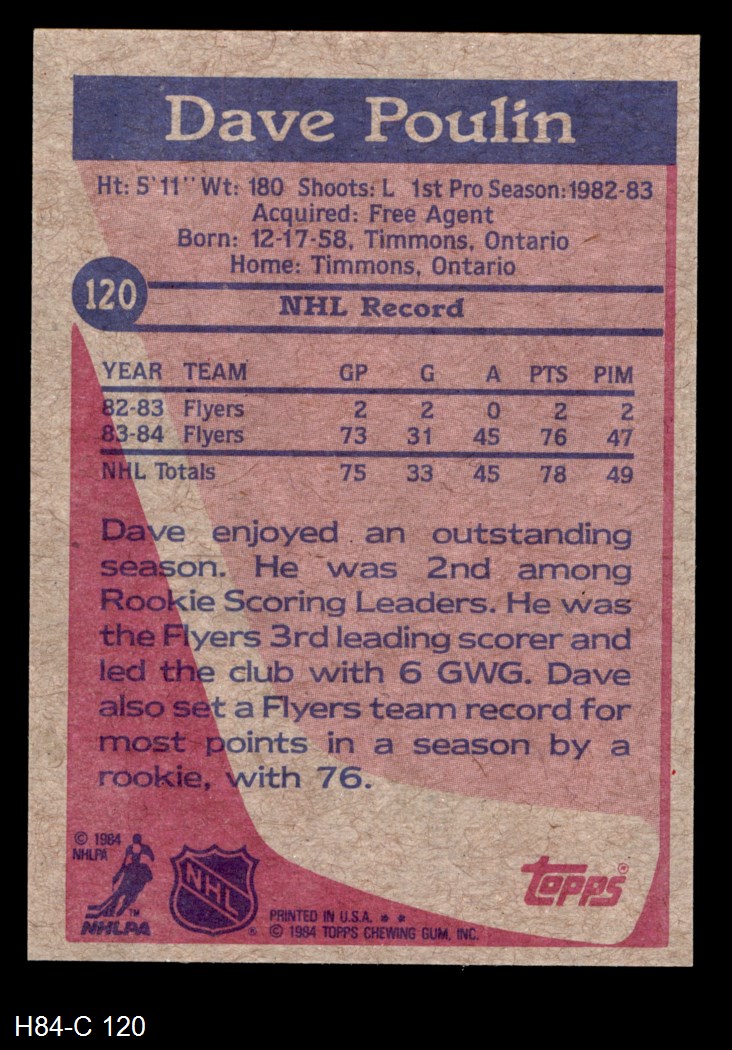 Dave Poulin
Ht: 5'11" Wt: 180 Shoots: L 1st Pro Season: 1982-83
Acquired: Free Agent
Born: 12-17-58, Timmons, Ontario
Home: Timmons, Ontario
120
NHL Record
YEAR TEAM GP G A PTS PIM
82-83 Flyers 2 2 0 2 2
83-84 Flyers 73 31 45 76 47
NHL Totals 75 33 45 78 49
Dave enjoyed an outstanding
season. He was 2nd among
Rookie Scoring Leaders. He was
the Flyers 3rd leading scorer and
led the club with 6 GWG. Dave
also set a Flyers team record for
most points in a season by a
rookie, with 76.
© 1984
NHLPA
TM
NHLPA
NHL
®
PRINTED IN U.S.A. * *
© 1984 TOPPS CHEWING GUM, INC.
topps®
H84-C 120